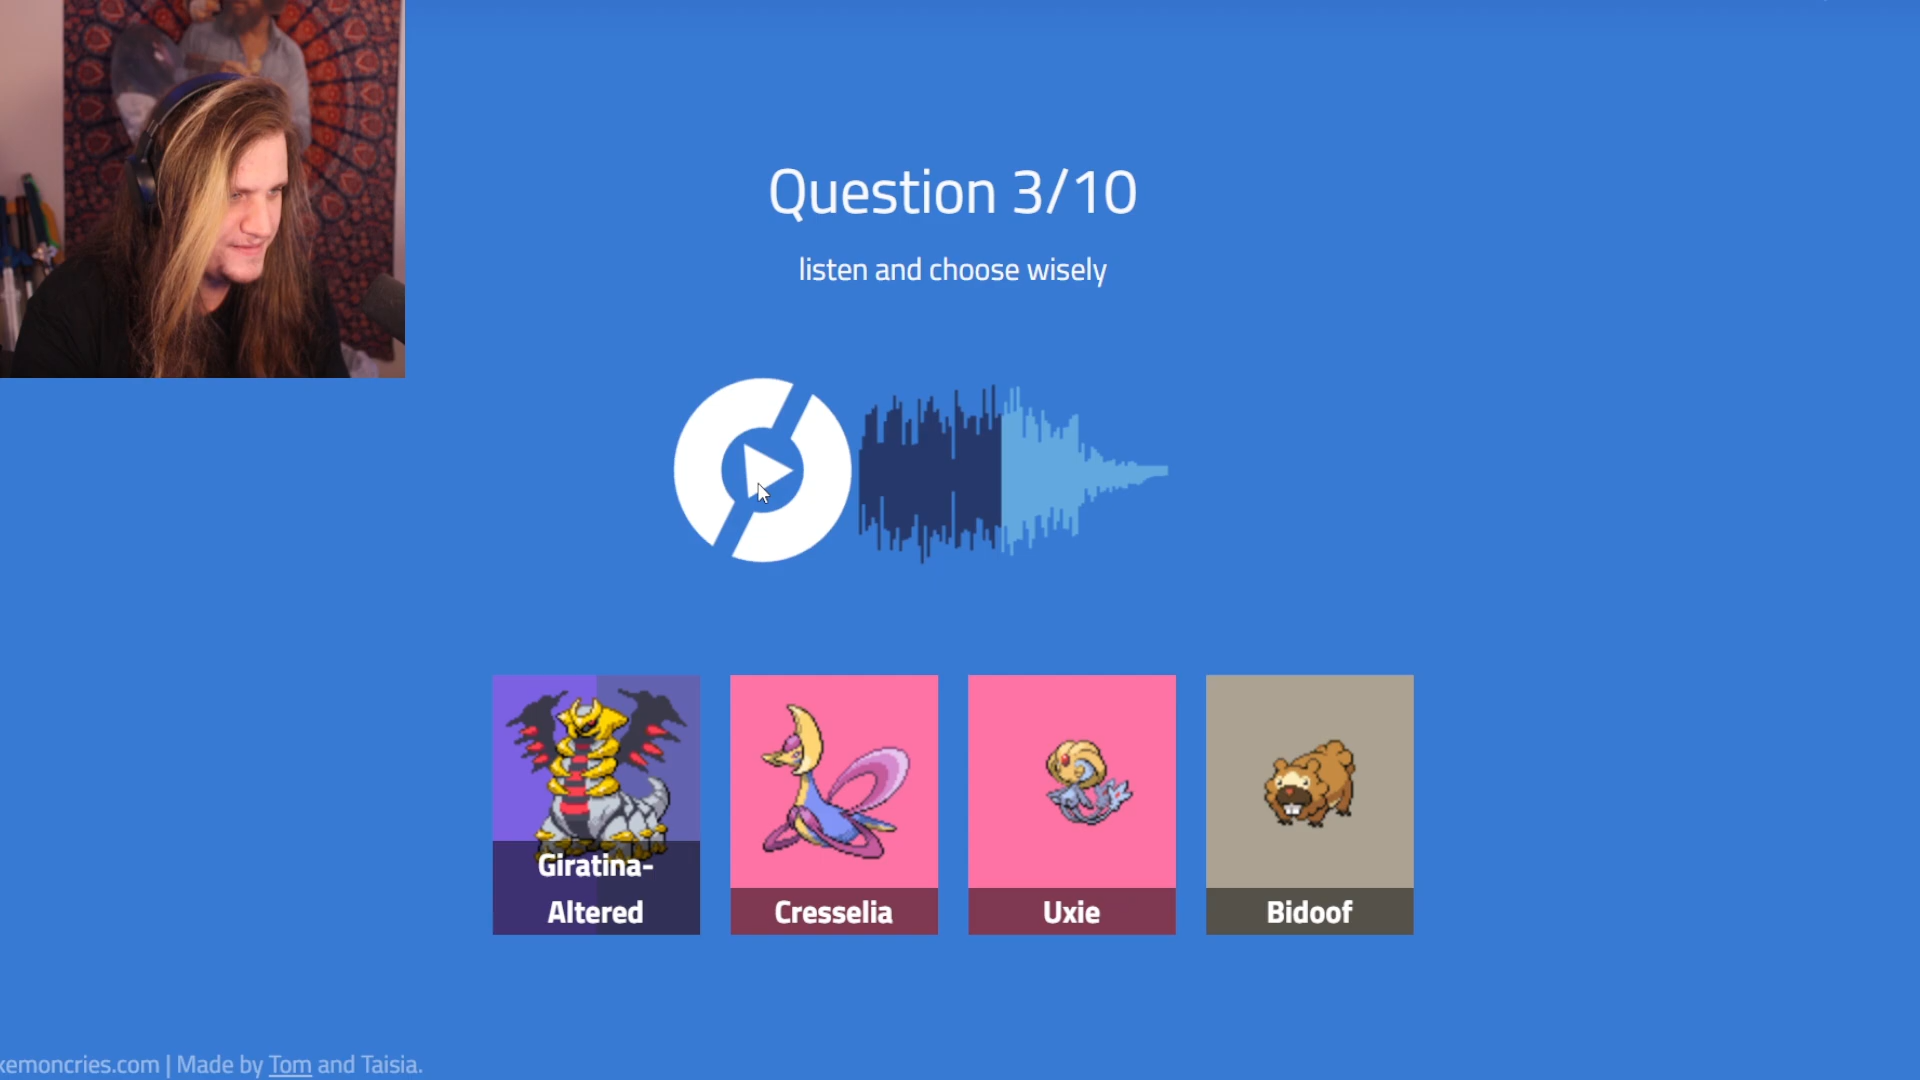 Question 3/10
listen and choose wisely
Giratina-
Altered
Cresselia
Uxie
Bidoof
kemoncries.com | Made by Tom and Taisia.